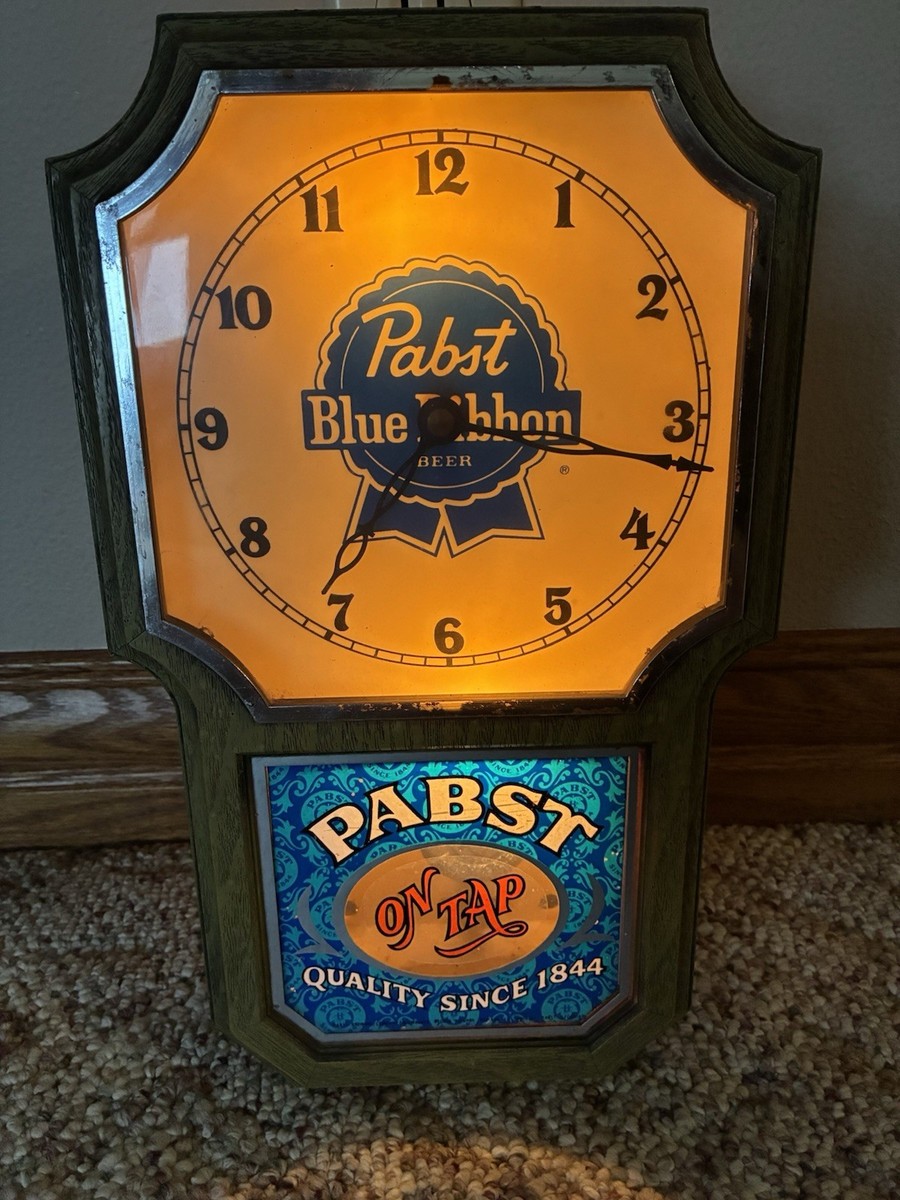 12
11
1
10
2
9
3
8
4
7
5
6
Pabst
Blue Ribbon
BEER
®
PABST
ON TAP
QUALITY SINCE 1844